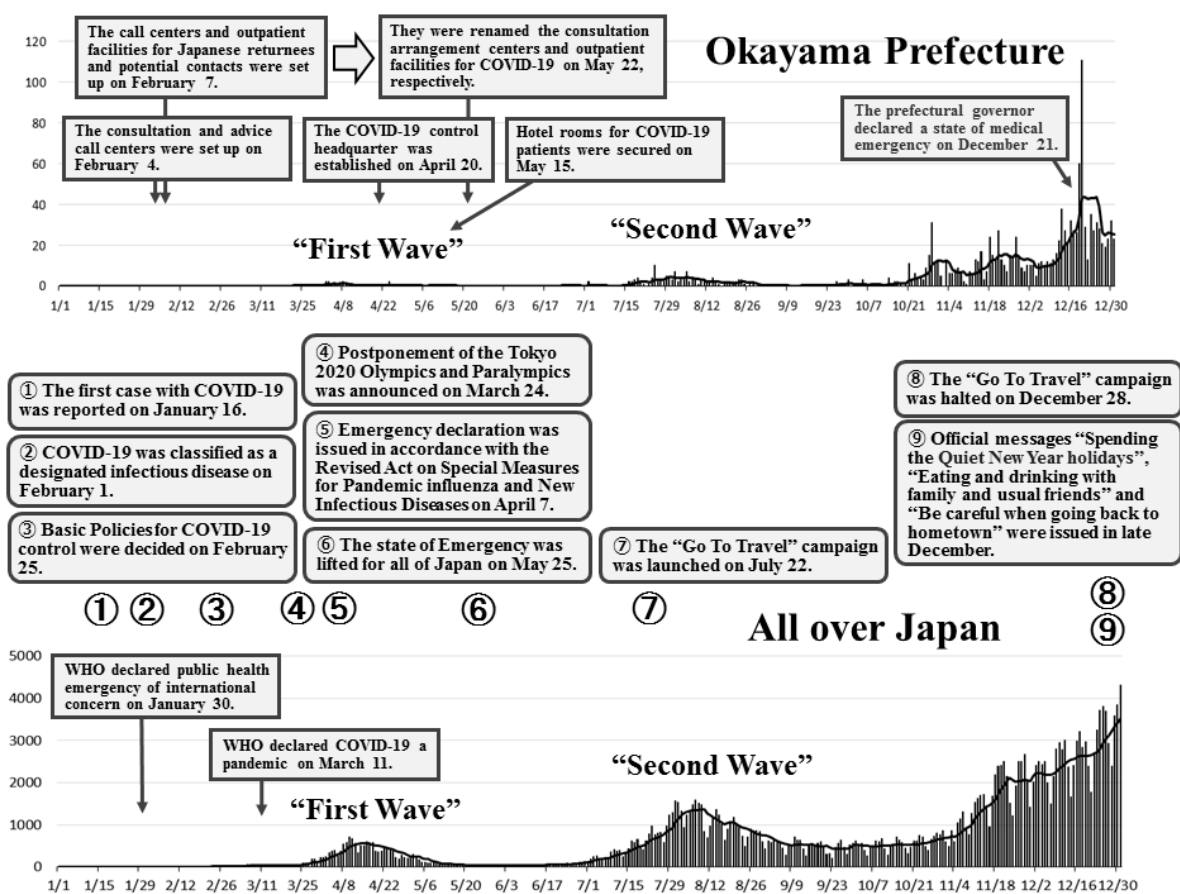 The call centers and outpatient
facilities for Japanese returnees
and potential contacts were set
up on February 7.
They were renamed the consultation
arrangement centers and outpatient
facilities for COVID-19 on May 22,
respectively.
Okayama Prefecture
The consultation and advice
call centers were set up on
February 4.
The COVID-19 control
headquarter was
established on April 20.
Hotel rooms for COVID-19
patients were secured on
May 15.
The prefectural governor
declared a state of medical
emergency on December 21.
“First Wave”
“Second Wave”
120
100
80
60
40
20
0
1/1 1/15 1/29 2/12 2/26 3/11 3/25 4/8 4/22 5/6 5/20 6/3 6/17 7/1 7/15 7/29 8/12 8/26 9/9 9/23 10/7 10/21 11/4 11/18 12/2 12/16 12/30
① The first case with COVID-19
was reported on January 16.
② COVID-19 was classified as a
designated infectious disease on
February 1.
③ Basic Policies for COVID-19
control were decided on February
25.
④ Postponement of the Tokyo
2020 Olympics and Paralympics
was announced on March 24.
⑤ Emergency declaration was
issued in accordance with the
Revised Act on Special Measures
for Pandemic influenza and New
Infectious Diseases on April 7.
⑥ The state of Emergency was
lifted for all of Japan on May 25.
⑦ The “Go To Travel” campaign
was launched on July 22.
⑧ The “Go To Travel” campaign
was halted on December 28.
⑨ Official messages “Spending
the Quiet New Year holidays”,
“Eating and drinking with
family and usual friends” and
“Be careful when going back to
hometown” were issued in late
December.
① ② ③ ④ ⑤ ⑥ ⑦ ⑧
⑨
All over Japan
WHO declared public health
emergency of international
concern on January 30.
WHO declared COVID-19 a
pandemic on March 11.
“First Wave”
“Second Wave”
5000
4000
3000
2000
1000
0
1/1 1/15 1/29 2/12 2/26 3/11 3/25 4/8 4/22 5/6 5/20 6/3 6/17 7/1 7/15 7/29 8/12 8/26 9/9 9/23 10/7 10/21 11/4 11/18 12/2 12/16 12/30